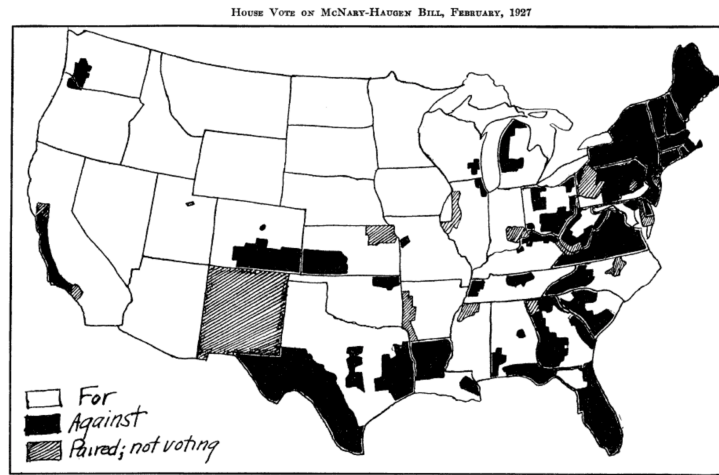 House Vote on McNary-Haugen Bill, February, 1927
For
Against
Paired; not voting